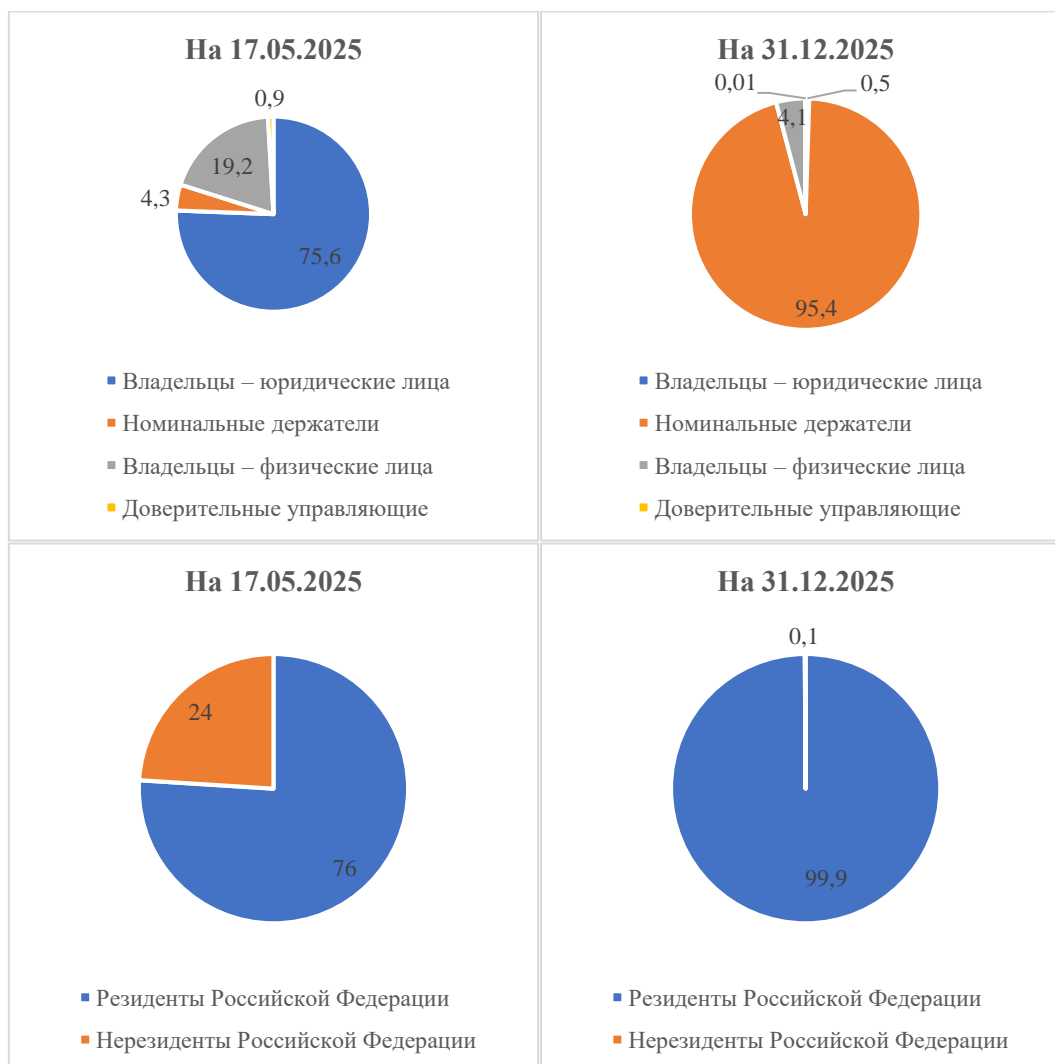 На 17.05.2025
0,9
19,2
4,3
75,6
Владельцы – юридические лица
Номинальные держатели
Владельцы – физические лица
Доверительные управляющие
На 31.12.2025
0,01
0,5
4,1
95,4
Владельцы – юридические лица
Номинальные держатели
Владельцы – физические лица
Доверительные управляющие
На 17.05.2025
24
76
Резиденты Российской Федерации
Нерезиденты Российской Федерации
На 31.12.2025
0,1
99,9
Резиденты Российской Федерации
Нерезиденты Российской Федерации